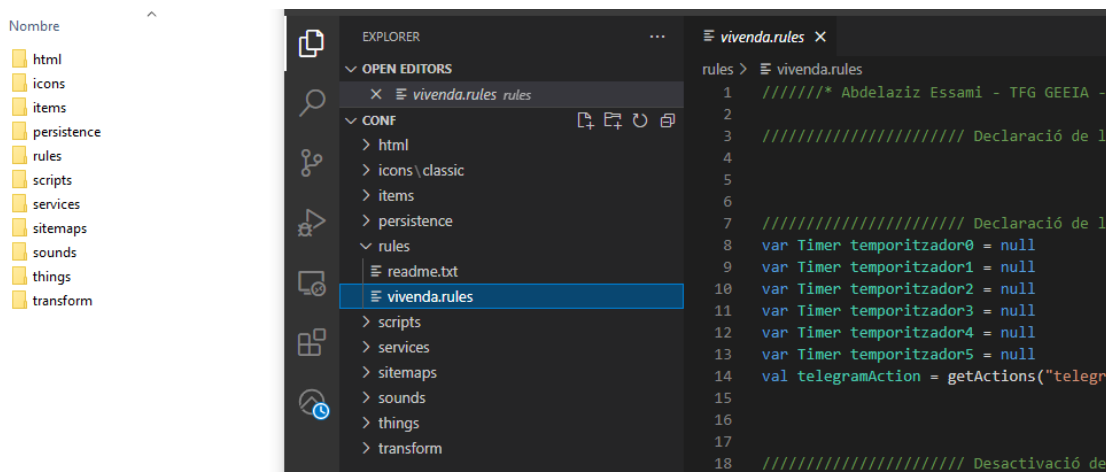 Nombre
html
icons
items
persistence
rules
scripts
services
sitemaps
sounds
things
transform
EXPLORER
OPEN EDITORS
vivenda.rules rules
CONF
html
icons\classic
items
persistence
rules
readme.txt
vivenda.rules
scripts
services
sitemaps
sounds
things
transform
vivenda.rules
rules > vivenda.rules
1 ///////* Abdelaziz Essami - TFG GEEIA -
2
3 /////////////////////// Declaració de l
4
5
6
7 /////////////////////// Declaració de l
8 var Timer temporitzador0 = null
9 var Timer temporitzador1 = null
10 var Timer temporitzador2 = null
11 var Timer temporitzador3 = null
12 var Timer temporitzador4 = null
13 var Timer temporitzador5 = null
14 val telegramAction = getActions("telegr
15
16
17
18 /////////////////////// Desactivació de